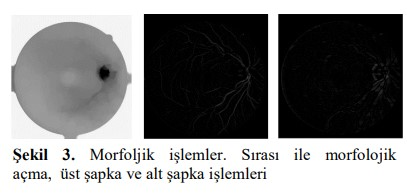 Şekil 3. Morfoljik işlemler. Sırası ile morfolojik
açma, üst şapka ve alt şapka işlemleri